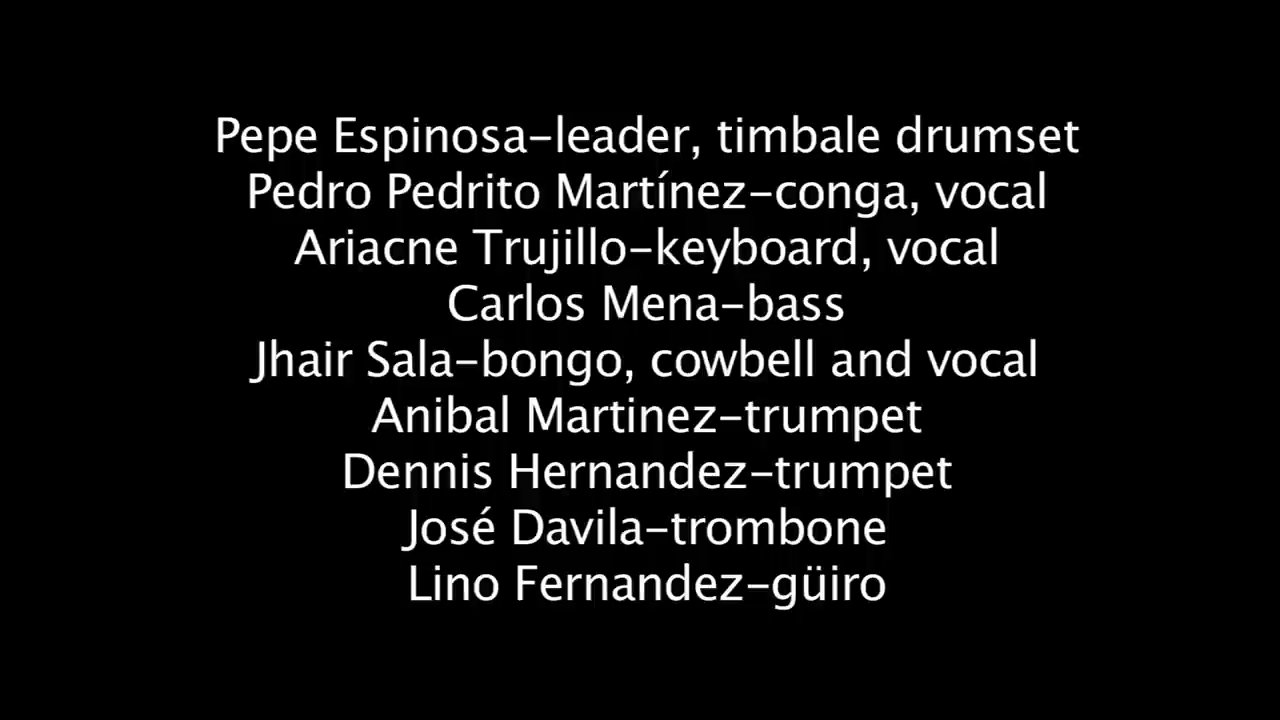 Pepe Espinosa-leader, timbale drumset
Pedro Pedrito Martínez-conga, vocal
Ariacne Trujillo-keyboard, vocal
Carlos Mena-bass
Jhair Sala-bongo, cowbell and vocal
Anibal Martinez-trumpet
Dennis Hernandez-trumpet
José Davila-trombone
Lino Fernandez-güiro